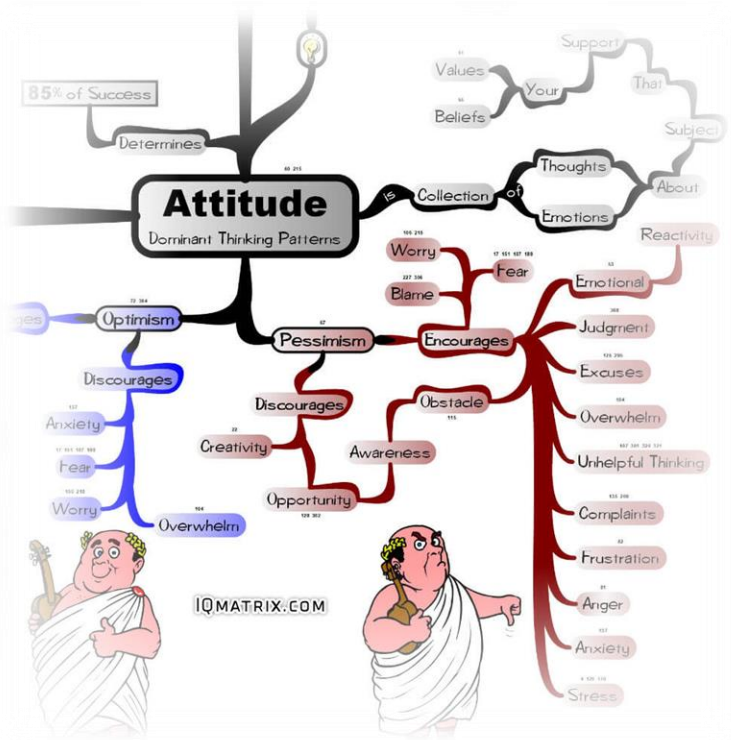 85% of Success
Determines
Attitude
Dominant Thinking Patterns
is
Collection
of
Thoughts
Emotions
About
Subject
That
Support
Your
Values
Beliefs
Optimism
Discourages
Anxiety
Fear
Worry
Overwhelm
Pessimism
Discourages
Creativity
Opportunity
Awareness
Obstacle
Encourages
Worry
Blame
Fear
Emotional
Reactivity
Judgment
Excuses
Overwhelm
Unhelpful Thinking
Complaints
Frustration
Anger
Anxiety
Stress
IQMATRIX.COM